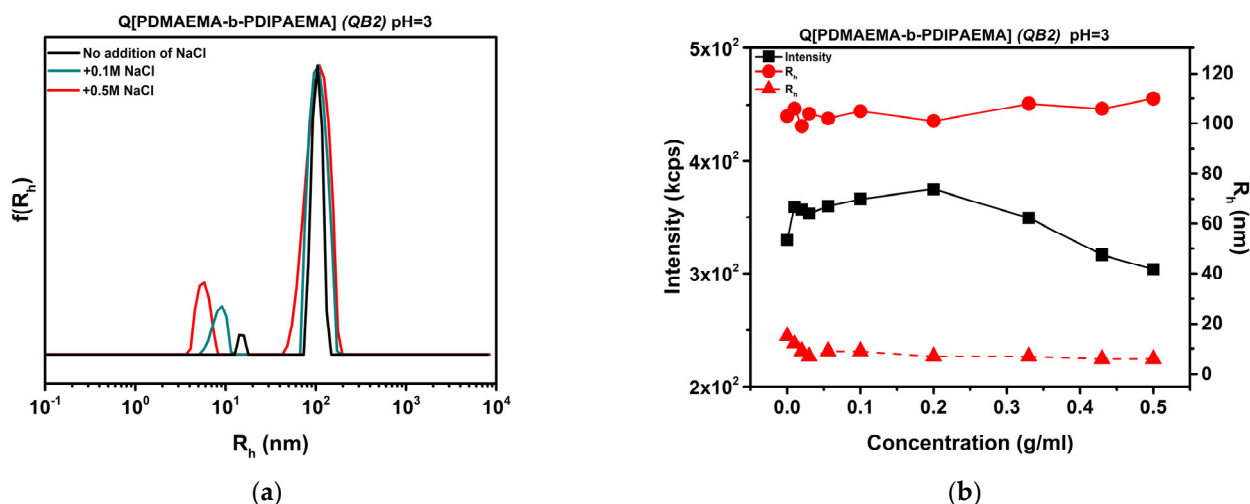 Q[PDMAEMA-b-PDIPAEMA] (QB2) pH=3
No addition of NaCl
+0.1M NaCl
+0.5M NaCl
f(Rh)
10-1 100 101 102 103 104
Rh (nm)
(a)
Q[PDMAEMA-b-PDIPAEMA] (QB2) pH=3
Intensity
Rh
Rh
5x102
4x102
3x102
2x102
Intensity (kcps)
120
100
80
60
40
20
0
Rh (nm)
0.0 0.1 0.2 0.3 0.4 0.5
Concentration (g/ml)
(b)